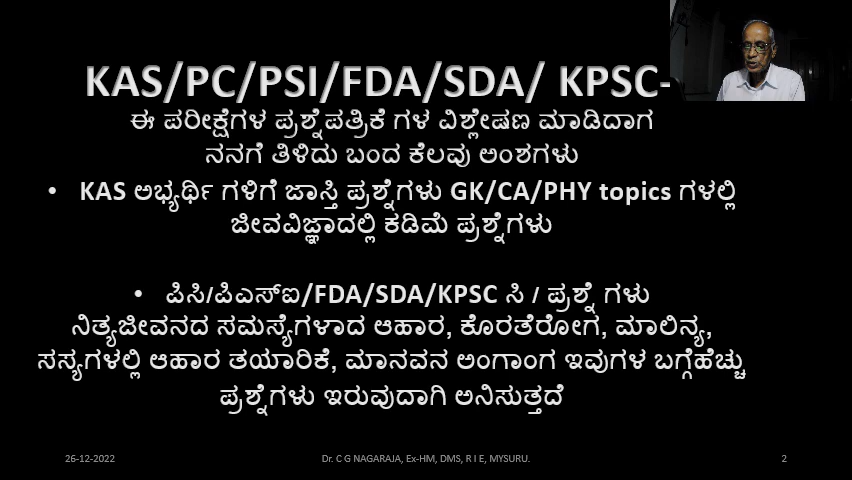 KAS/PC/PSI/FDA/SDA/ KPSC-
ಈ ಪರೀಕ್ಷೆಗಳ ಪ್ರಶ್ನೆಪತ್ರಿಕೆ ಗಳ ವಿಶ್ಲೇಷಣ ಮಾಡಿದಾಗ
ನನಗೆ ತಿಳಿದು ಬಂದ ಕೆಲವು ಅಂಶಗಳು
• KAS ಅಭ್ಯರ್ಥಿ ಗಳಿಗೆ ಜಾಸ್ತಿ ಪ್ರಶ್ನೆಗಳು GK/CA/PHY topics ಗಳಲ್ಲಿ
ಜೀವವಿಜ್ಞಾದಲ್ಲಿ ಕಡಿಮೆ ಪ್ರಶ್ನೆಗಳು
• ಪಿಸಿ/ಪಿಎಸ್ಐ/FDA/SDA/KPSC ಸಿ / ಪ್ರಶ್ನೆ ಗಳು
ನಿತ್ಯಜೀವನದ ಸಮಸ್ಯೆಗಳಾದ ಆಹಾರ, ಕೊರತೆರೋಗ, ಮಾಲಿನ್ಯ,
ಸಸ್ಯಗಳಲ್ಲಿ ಆಹಾರ ತಯಾರಿಕೆ, ಮಾನವನ ಅಂಗಾಂಗ ಇವುಗಳ ಬಗ್ಗೆಹೆಚ್ಚು
ಪ್ರಶ್ನೆಗಳು ಇರುವುದಾಗಿ ಅನಿಸುತ್ತದೆ
26-12-2022
Dr. C G NAGARAJA, Ex-HM, DMS, R I E, MYSURU.
2